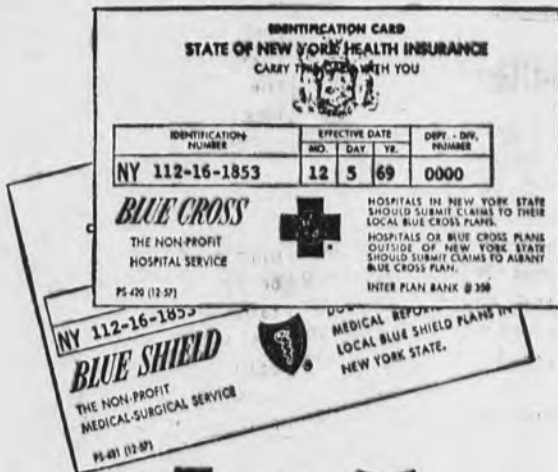 IDENTIFICATION CARD
STATE OF NEW YORK HEALTH INSURANCE
CARRY THIS CARD WITH YOU
IDENTIFICATION NUMBER
EFFECTIVE DATE
MO. DAY YR.
DEPT. - DIV. NUMBER
NY 112-16-1853 12 5 69 0000
BLUE CROSS
THE NON-PROFIT
HOSPITAL SERVICE
PS-420 (12-57)
HOSPITALS IN NEW YORK STATE
SHOULD SUBMIT CLAIMS TO THEIR
LOCAL BLUE CROSS PLANS.
HOSPITALS OR BLUE CROSS PLANS
OUTSIDE OF NEW YORK STATE
SHOULD SUBMIT CLAIMS TO ALBANY
BLUE CROSS PLAN.
INTER PLAN BANK @ 350
NY 112-16-1853
BLUE SHIELD
THE NON-PROFIT
MEDICAL-SURGICAL SERVICE
PS-421 (12-57)
MEDICAL
LOCAL BLUE SHIELD PLANS IN
NEW YORK STATE.